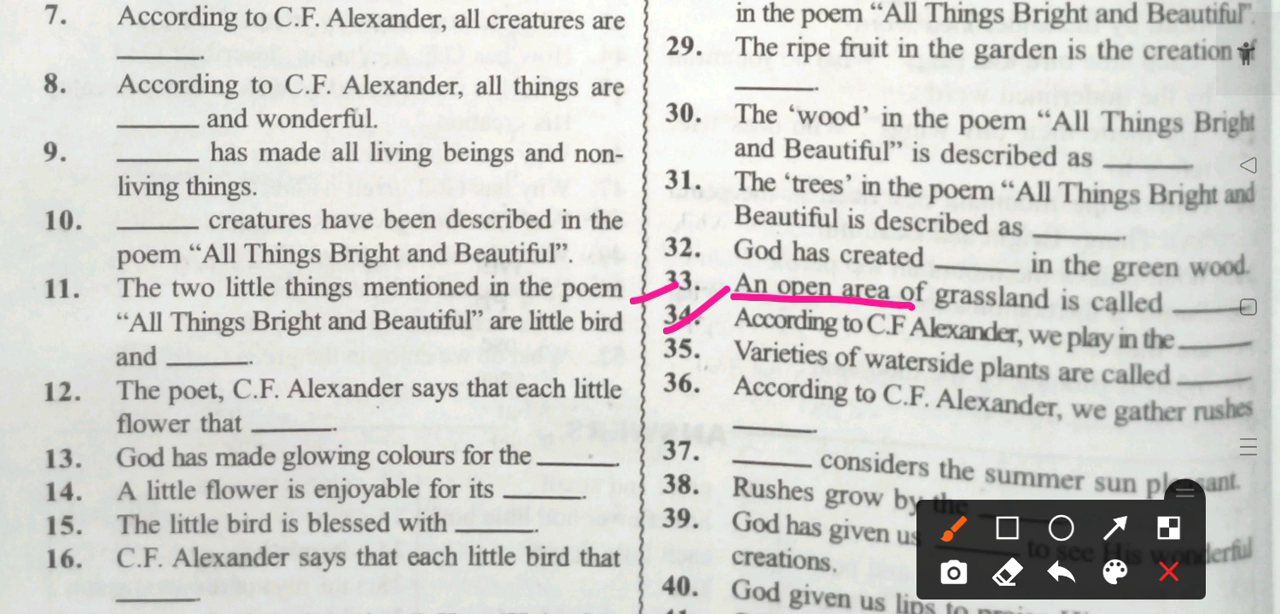 7. According to C.F. Alexander, all creatures are
______
8. According to C.F. Alexander, all things are
______ and wonderful.
9. ______ has made all living beings and non-
living things.
10. ______ creatures have been described in the
poem “All Things Bright and Beautiful”.
11. The two little things mentioned in the poem
“All Things Bright and Beautiful” are little bird
and ______.
12. The poet, C.F. Alexander says that each little
flower that ______.
13. God has made glowing colours for the ______.
14. A little flower is enjoyable for its ______.
15. The little bird is blessed with ______.
16. C.F. Alexander says that each little bird that
______.
in the poem “All Things Bright and Beautiful”.
29. The ripe fruit in the garden is the creation
______.
30. The ‘wood’ in the poem “All Things Bright
and Beautiful” is described as ______.
31. The ‘trees’ in the poem “All Things Bright and
Beautiful is described as ______.
32. God has created ______ in the green wood.
33. An open area of grassland is called ______
34. According to C.F Alexander, we play in the ______
35. Varieties of waterside plants are called ______
36. According to C.F. Alexander, we gather rushes
______.
37. ______ considers the summer sun pleasant.
38. Rushes grow by the ______
39. God has given us ______ to see His wonderful
creations.
40. God given us lips to